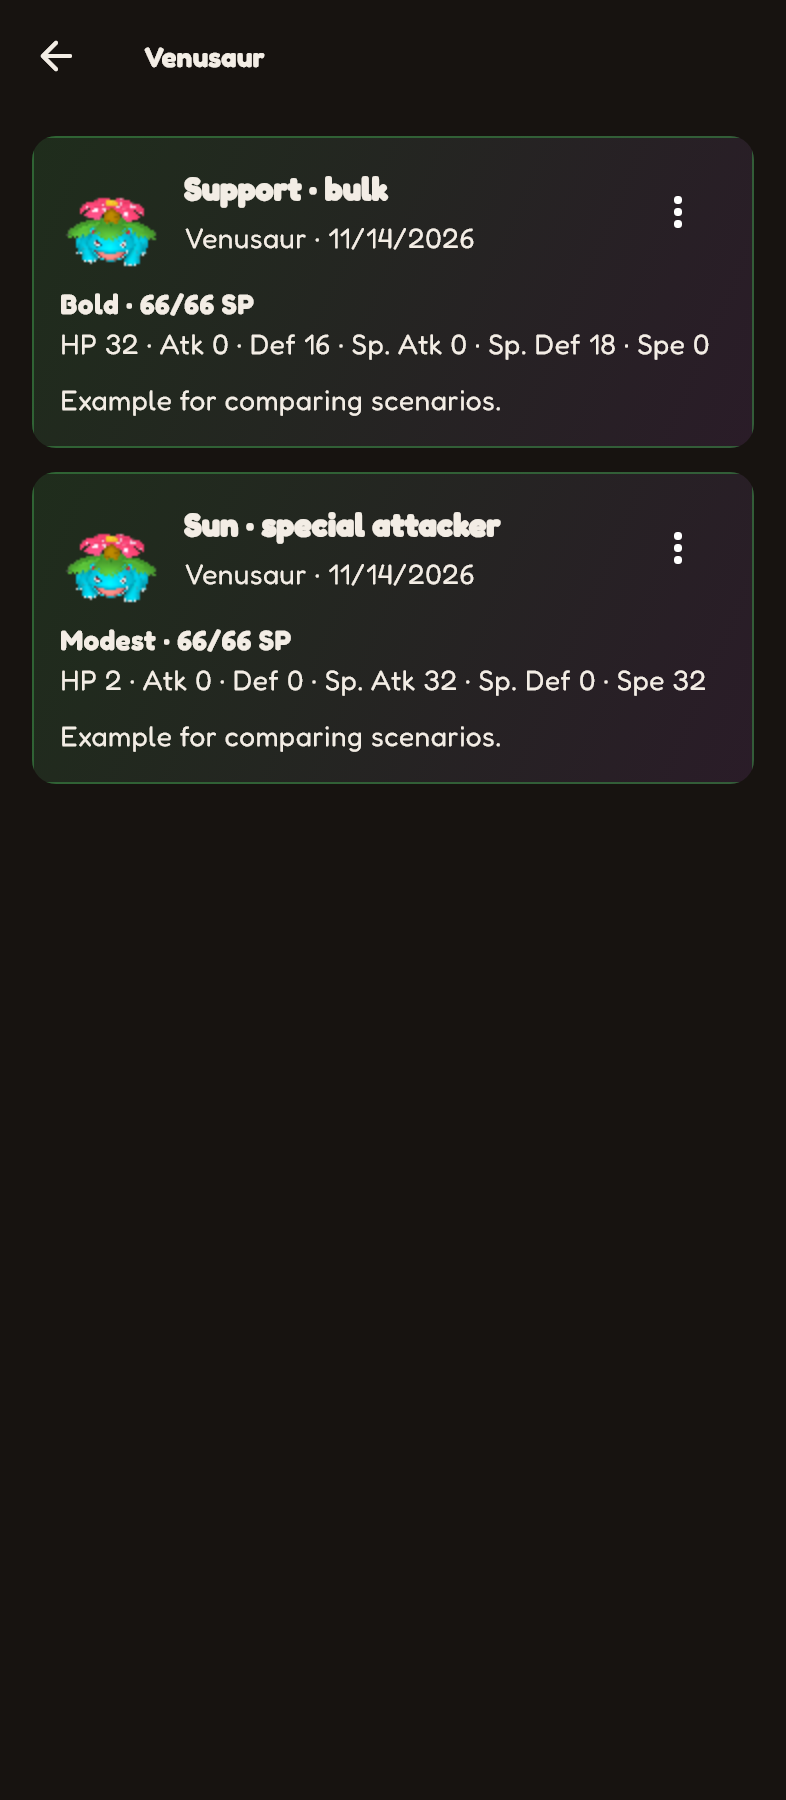 Venusaur
Support · bulk
Venusaur · 11/14/2026
Bold · 66/66 SP
HP 32 · Atk 0 · Def 16 · Sp. Atk 0 · Sp. Def 18 · Spe 0
Example for comparing scenarios.
Sun · special attacker
Venusaur · 11/14/2026
Modest · 66/66 SP
HP 2 · Atk 0 · Def 0 · Sp. Atk 32 · Sp. Def 0 · Spe 32
Example for comparing scenarios.